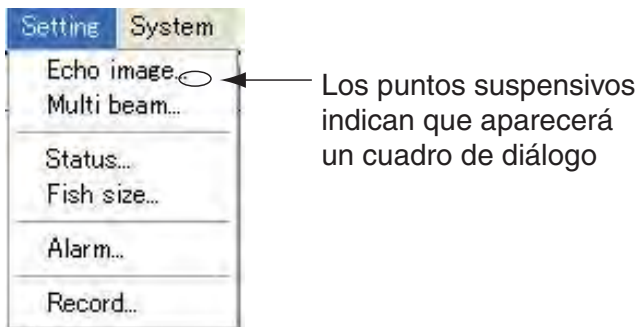 Setting System
Echo image...
Multi beam...
Status...
Fish size...
Alarm...
Record...
Los puntos suspensivos
indican que aparecerá
un cuadro de diálogo